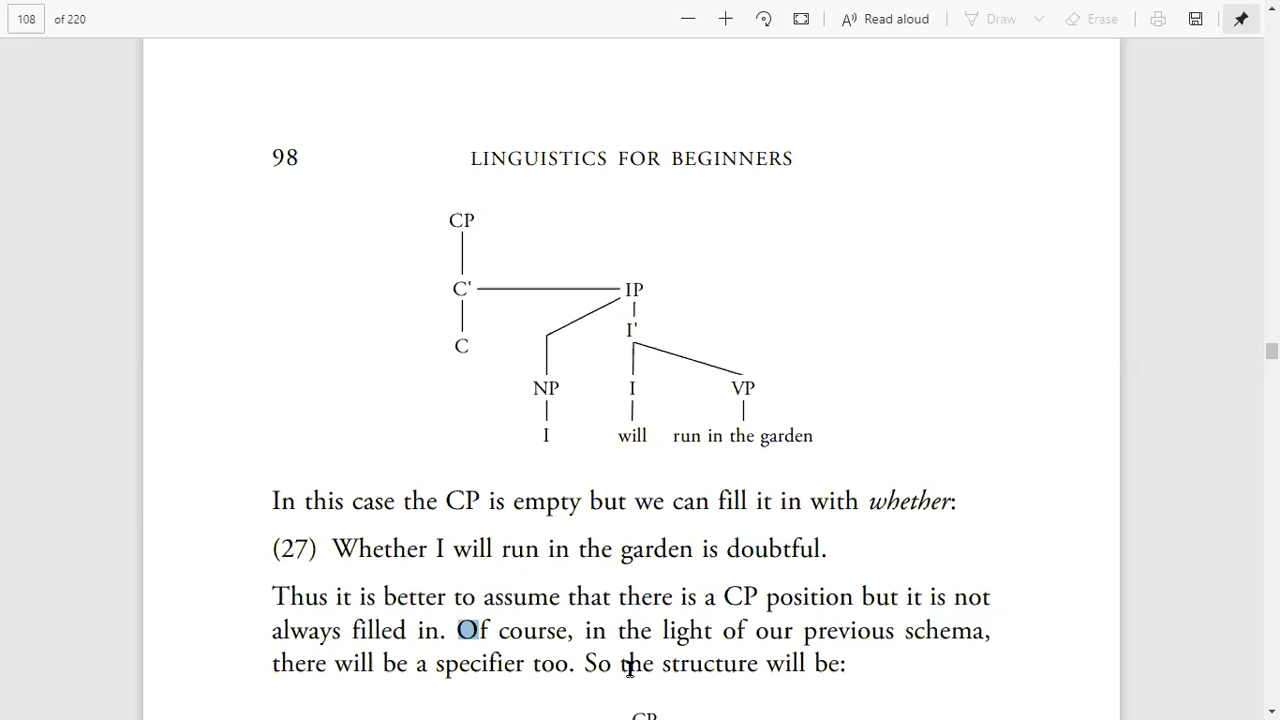 108 of 220 Read aloud Draw Erase
98 LINGUISTICS FOR BEGINNERS
CP
C' IP
I'
C
NP I VP
I will run in the garden
In this case the CP is empty but we can fill it in with whether:
(27) Whether I will run in the garden is doubtful.
Thus it is better to assume that there is a CP position but it is not
always filled in. Of course, in the light of our previous schema,
there will be a specifier too. So the structure will be:
CP